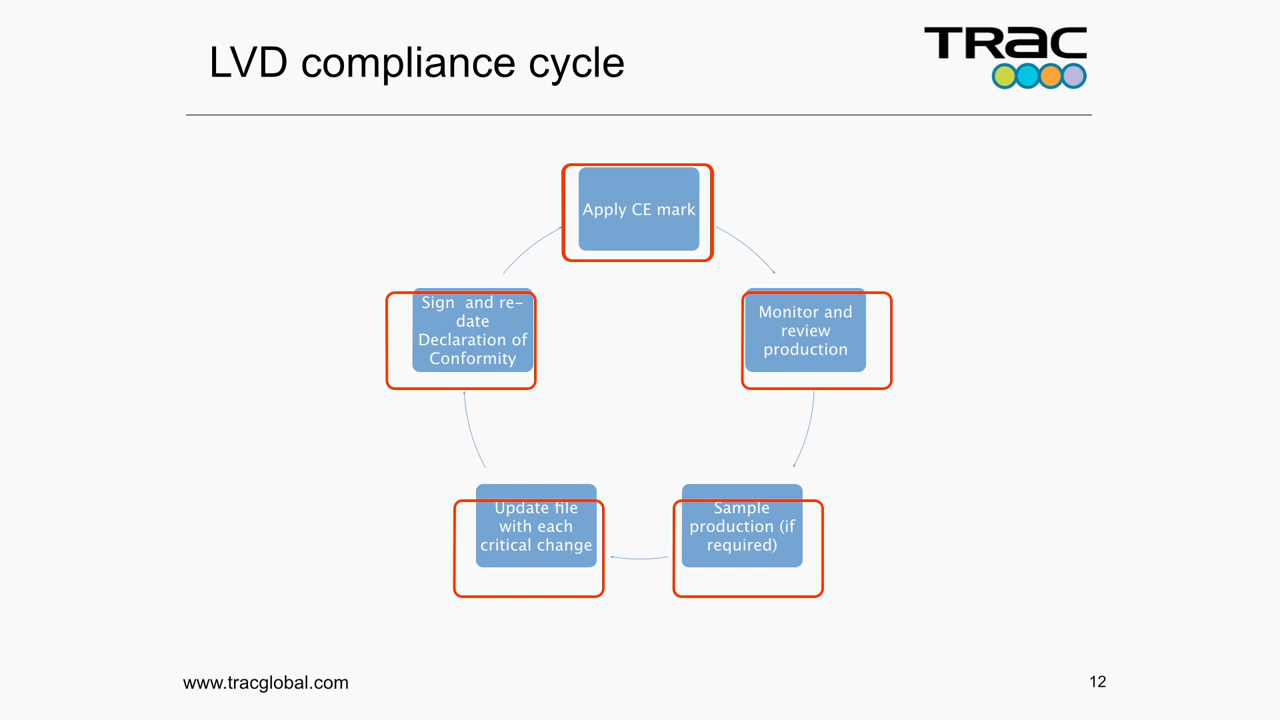 LVD compliance cycle
TRAC
Apply CE mark
Monitor and
review
production
Sample
production (if
required)
Update file
with each
critical change
Sign  and re-
date
Declaration of
Conformity
www.tracglobal.com
12